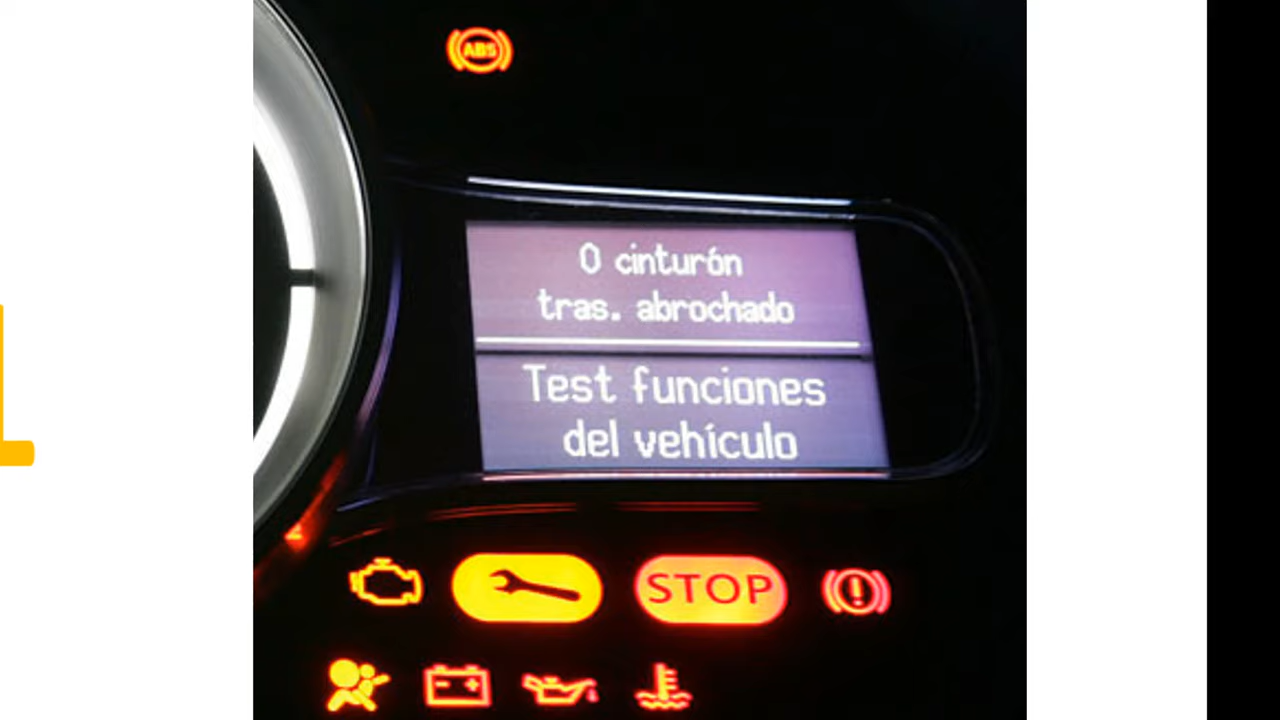 ABS
0 cinturón
tras. abrochado
Test funciones
del vehículo
STOP